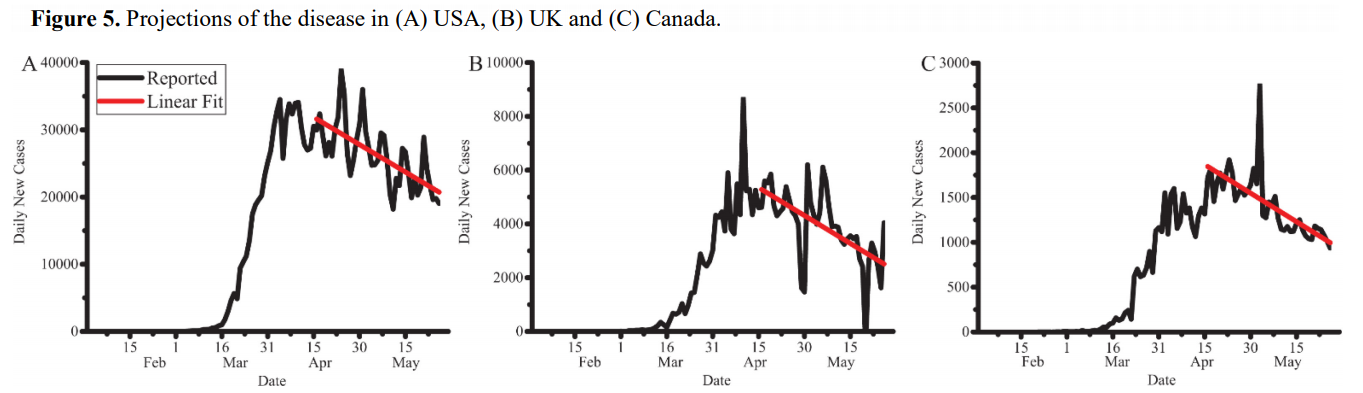 Figure 5. Projections of the disease in (A) USA, (B) UK and (C) Canada.
A
40000
30000
20000
10000
0
Daily New Cases
Reported
Linear Fit
15 1 16 31 15 30 15
Feb Mar Apr May
Date
B
10000
8000
6000
4000
2000
0
Daily New Cases
15 1 16 31 15 30 15
Feb Mar Apr May
Date
C
3000
2500
2000
1500
1000
500
0
Daily New Cases
15 1 16 31 15 30 15
Feb Mar Apr May
Date